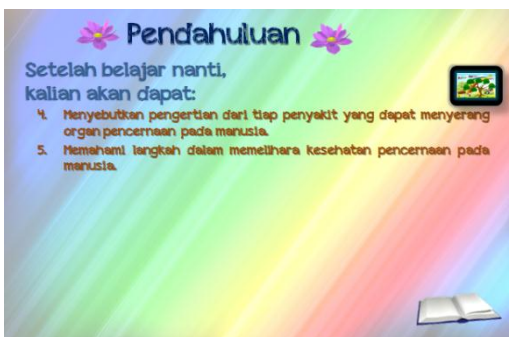 Pendahuluan
Setelah belajar nanti,
kalian akan dapat:
4. Menyebutkan pengertian dari tiap penyakit yang dapat menyerang
organ pencernaan pada manusia.
5. Memahami langkah dalam memelihara kesehatan pencernaan pada
manusia.